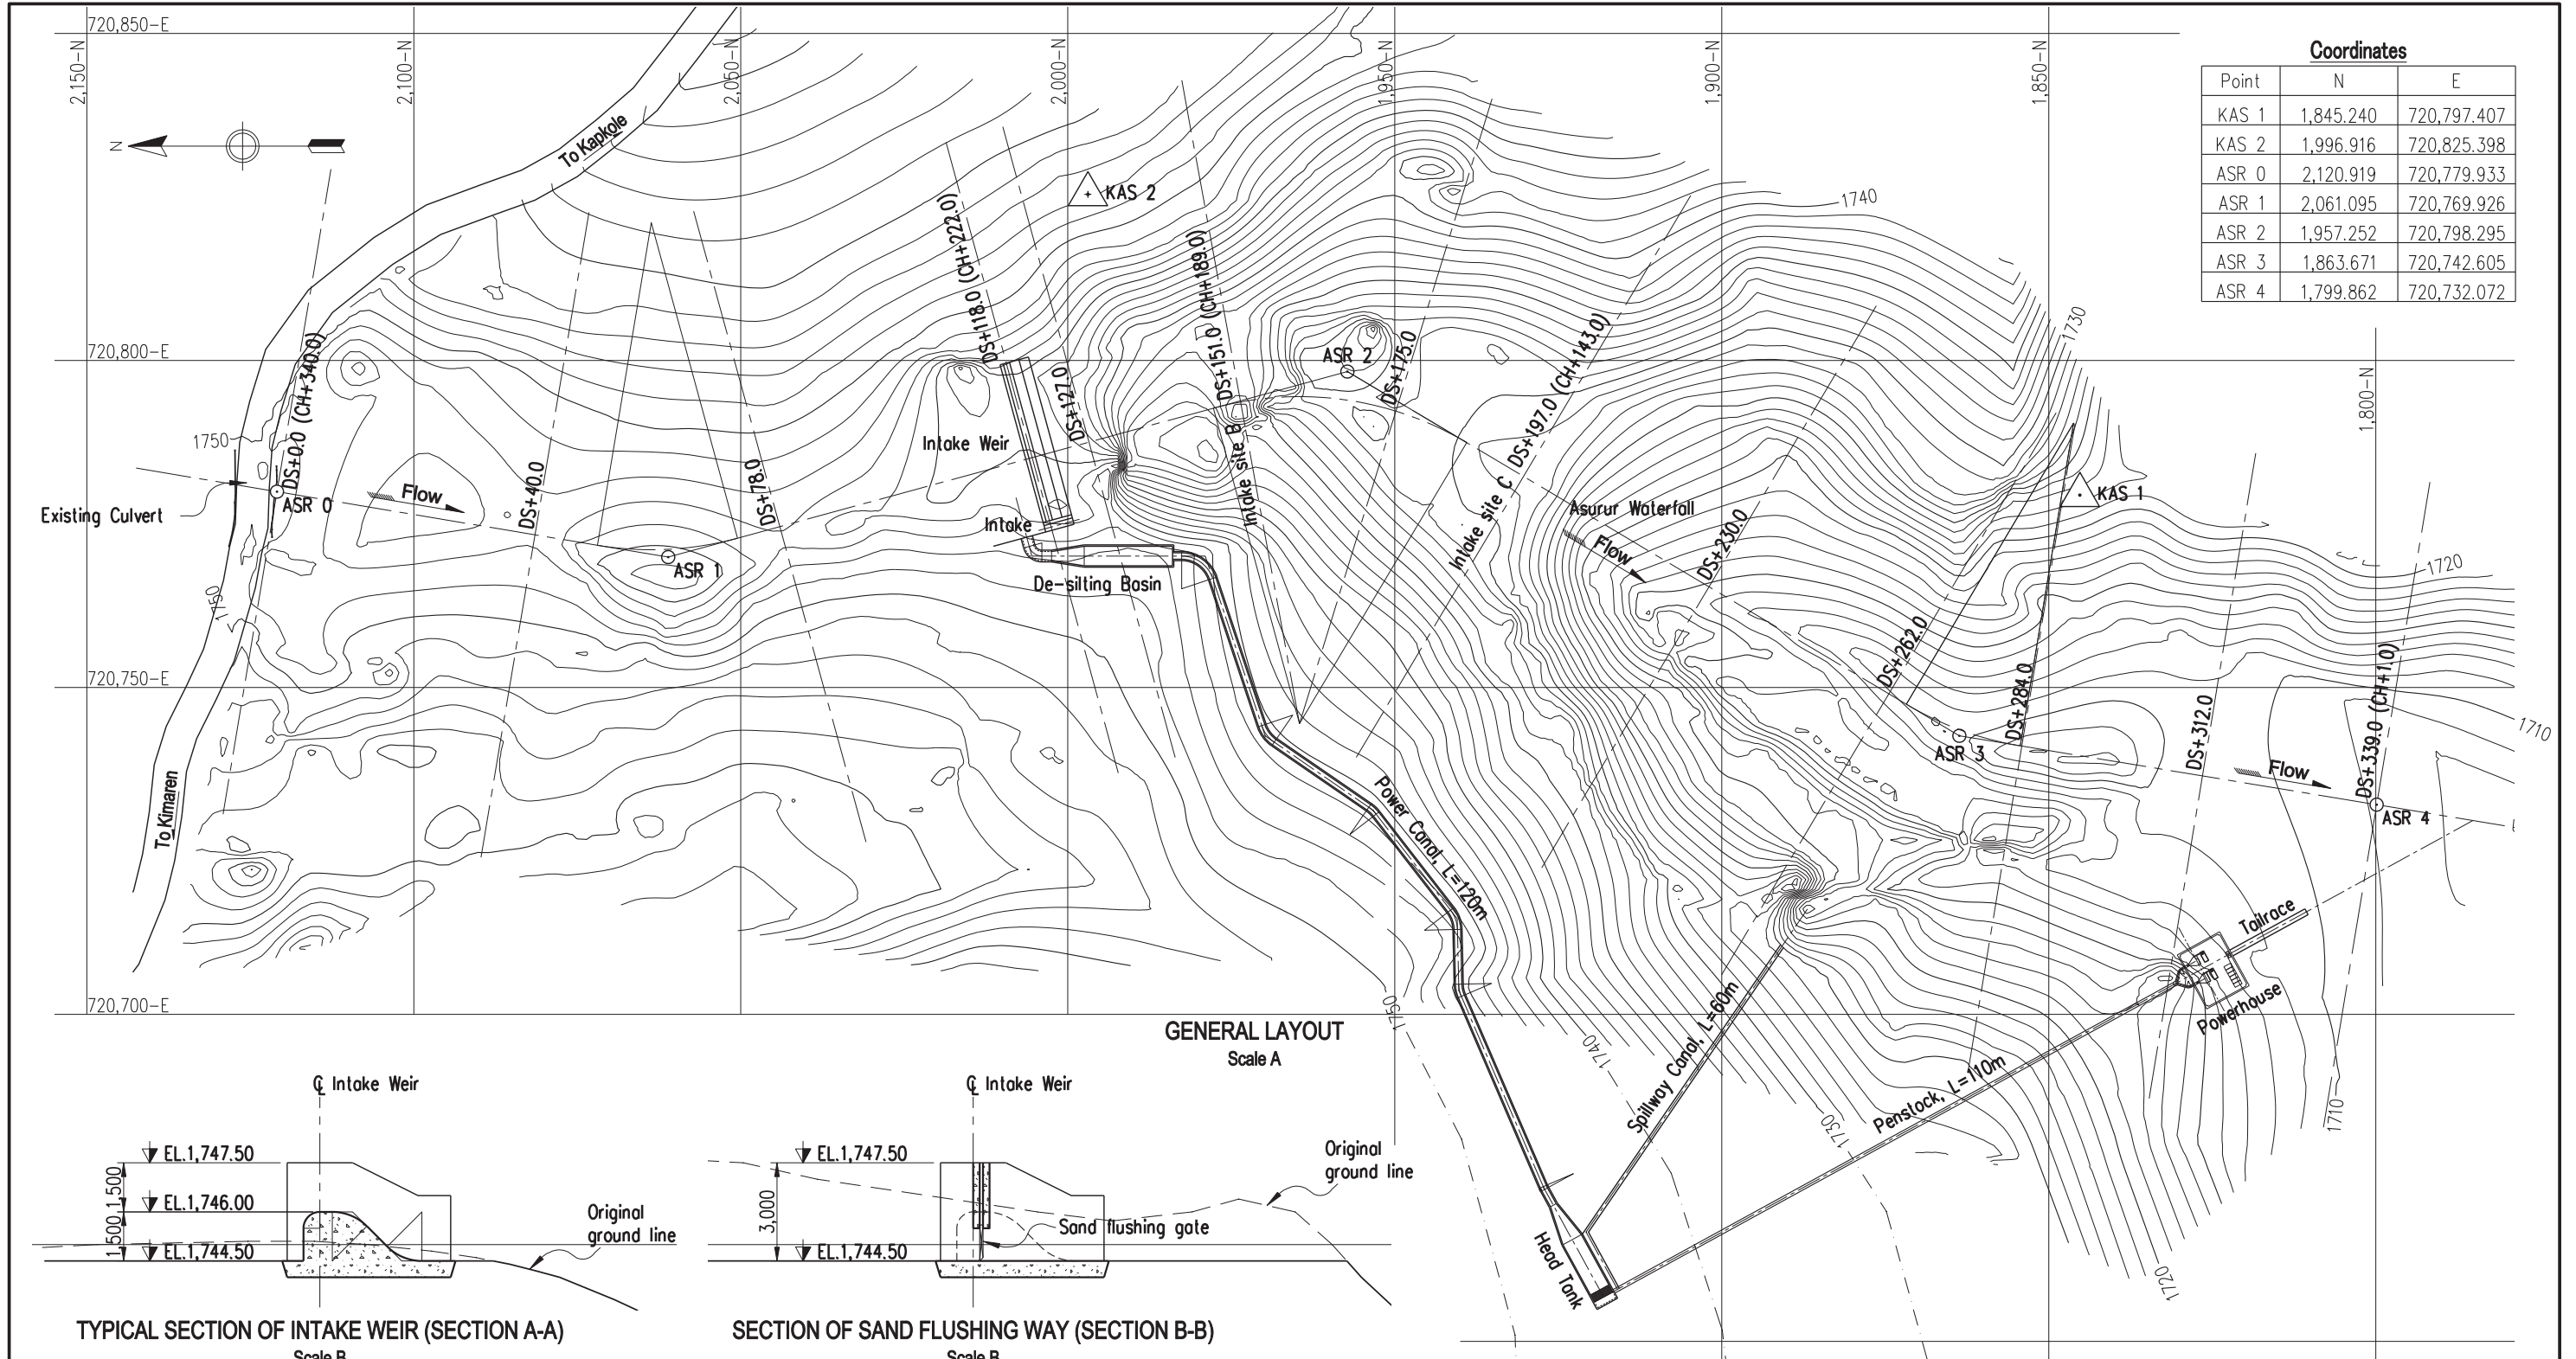 720,850-E
2,150-N
2,100-N
2,050-N
2,000-N
1,950-N
1,900-N
1,850-N
Coordinates
Point N E
KAS 1 1,845.240 720,797.407
KAS 2 1,996.916 720,825.398
ASR 0 2,120.919 720,779.933
ASR 1 2,061.095 720,769.926
ASR 2 1,957.252 720,798.295
ASR 3 1,863.671 720,742.605
ASR 4 1,799.862 720,732.072
N
To Kapkole
KAS 2
1740
DS+118.0 (CH+222.0)
DS+151.0 (CH+189.0)
1730
720,800-E
DS+0.0 (CH+340.0)
ASR 2
DS+175.0
DS+127.0
DS+197.0 (CH+143.0)
1,800-N
1750
Intake Weir
Intake site B
DS+40.0
DS+78.0
ASR 0
Flow
Existing Culvert
Intake
Intake site C
Asurur Waterfall
Flow
DS+230.0
KAS 1
ASR 1
De-silting Basin
1720
1750
DS+262.0
DS+284.0
720,750-E
DS+312.0
DS+339.0 (CH+1.0)
1710
ASR 3
Flow
To Kimaren
Power Canal, L=120m
ASR 4
Tailrace
Powerhouse
720,700-E
1750
GENERAL LAYOUT
Scale A
1740
Spillway Canal, L=60m
Penstock, L=110m
1730
1710
1720
Head Tank
℄ Intake Weir
EL.1,747.50
1.500
EL.1,746.00
1.500
EL.1,744.50
Original
ground line
TYPICAL SECTION OF INTAKE WEIR (SECTION A-A)
Scale B
℄ Intake Weir
EL.1,747.50
3,000
EL.1,744.50
Sand flushing gate
Original
ground line
SECTION OF SAND FLUSHING WAY (SECTION B-B)
Scale B